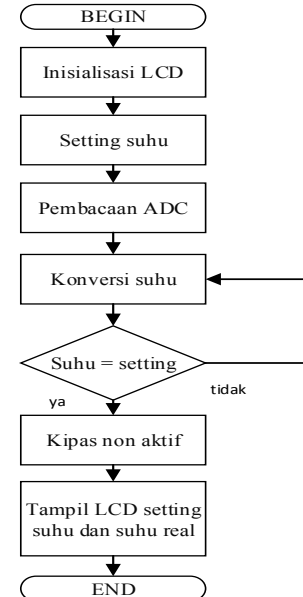 BEGIN
Inisialisasi LCD
Setting suhu
Pembacaan ADC
Konversi suhu
Suhu = setting
tidak
ya
Kipas non aktif
Tampil LCD setting
suhu dan suhu real
END